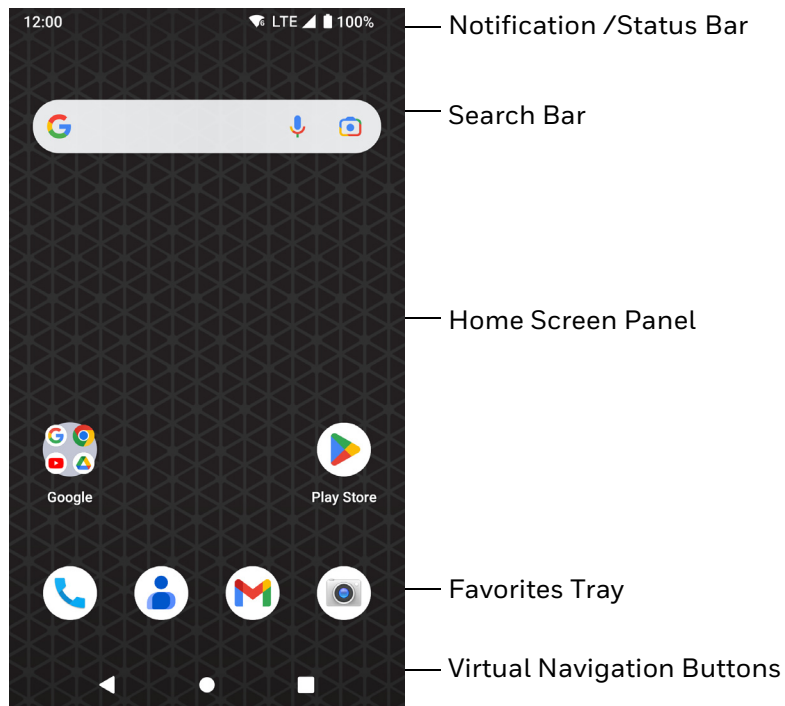 12:00 LTE 100%
Notification /Status Bar
Search Bar
Home Screen Panel
Google
Play Store
Favorites Tray
Virtual Navigation Buttons